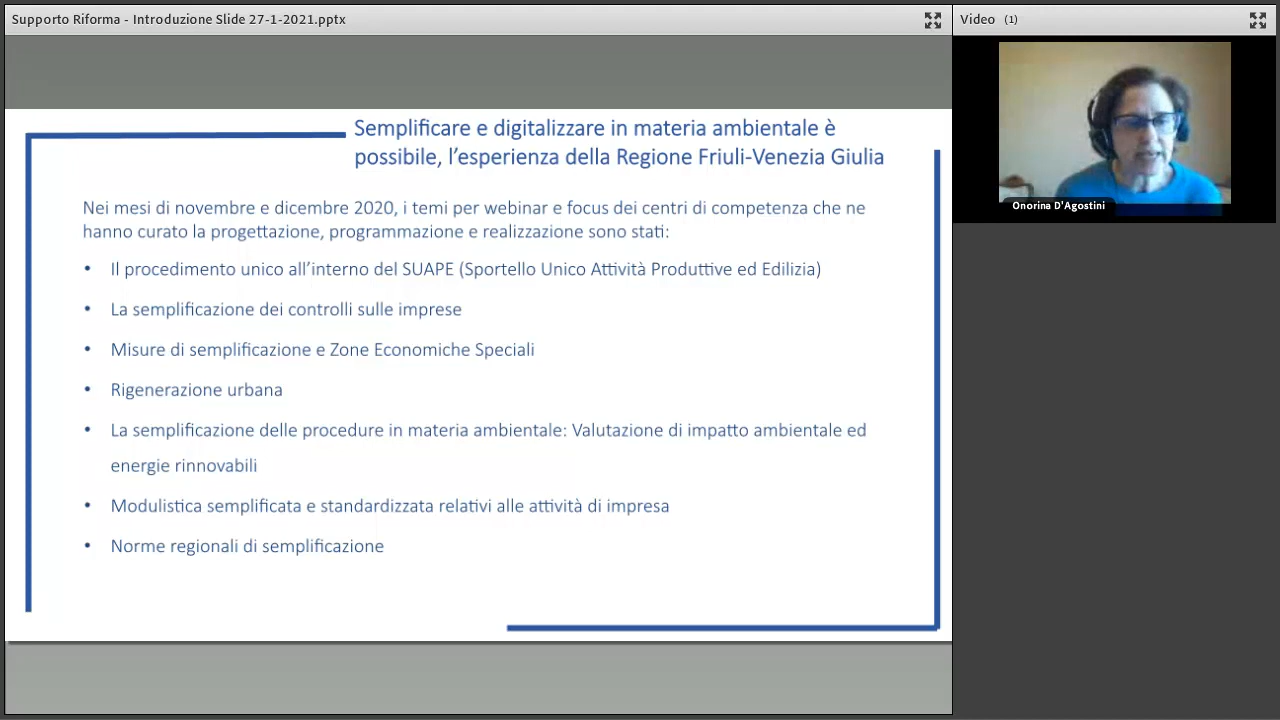 Supporto Riforma - Introduzione Slide 27-1-2021.pptx
Video (1)
Onorina D'Agostini
Semplificare e digitalizzare in materia ambientale è
possibile, l'esperienza della Regione Friuli-Venezia Giulia
Nei mesi di novembre e dicembre 2020, i temi per webinar e focus dei centri di competenza che ne
hanno curato la progettazione, programmazione e realizzazione sono stati:
• Il procedimento unico all'interno del SUAPE (Sportello Unico Attività Produttive ed Edilizia)
• La semplificazione dei controlli sulle imprese
• Misure di semplificazione e Zone Economiche Speciali
• Rigenerazione urbana
• La semplificazione delle procedure in materia ambientale: Valutazione di impatto ambientale ed
energie rinnovabili
• Modulistica semplificata e standardizzata relativi alle attività di impresa
• Norme regionali di semplificazione